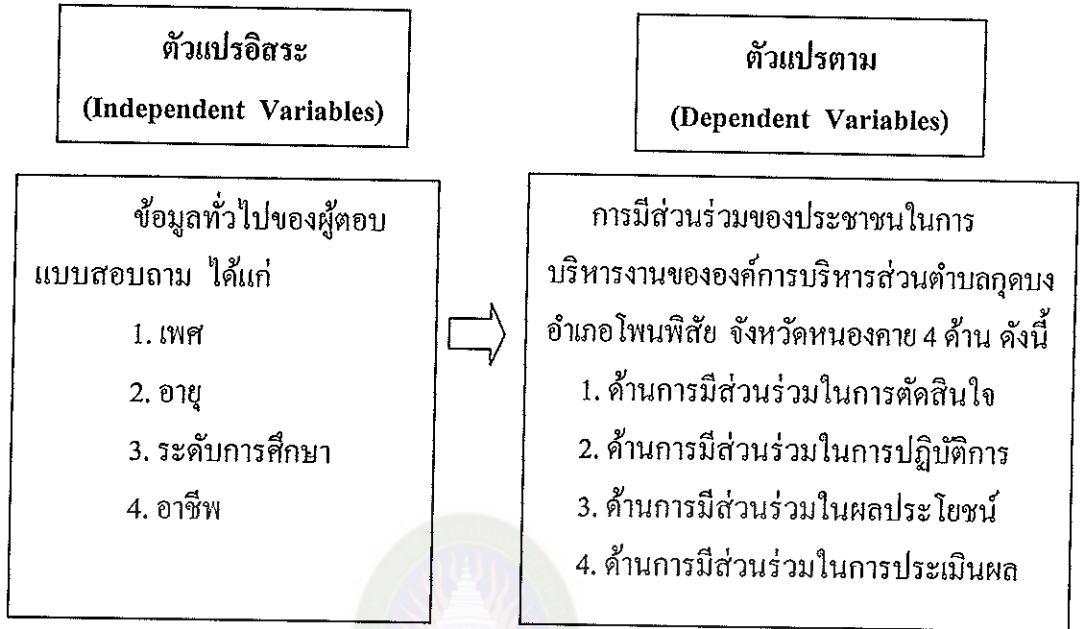 ตัวแปรอิสระ
(Independent Variables)
ตัวแปรตาม
(Dependent Variables)
ข้อมูลทั่วไปของผู้ตอบ
แบบสอบถาม ได้แก่
1. เพศ
2. อายุ
3. ระดับการศึกษา
4. อาชีพ
การมีส่วนร่วมของประชาชนในการ
บริหารงานขององค์การบริหารส่วนตำบลกุดบง
อำเภอโพนพิสัย จังหวัดหนองคาย 4 ด้าน ดังนี้
1. ด้านการมีส่วนร่วมในการตัดสินใจ
2. ด้านการมีส่วนร่วมในการปฏิบัติการ
3. ด้านการมีส่วนร่วมในผลประโยชน์
4. ด้านการมีส่วนร่วมในการประเมินผล